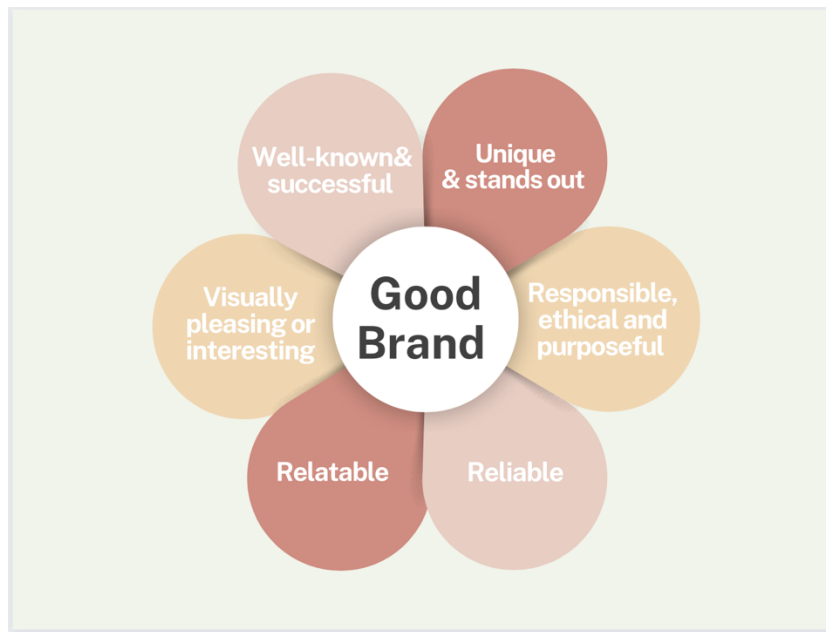 Well-known&
successful
Unique
& stands out
Visually
pleasing or
interesting
Good
Brand
Responsible,
ethical and
purposeful
Relatable
Reliable